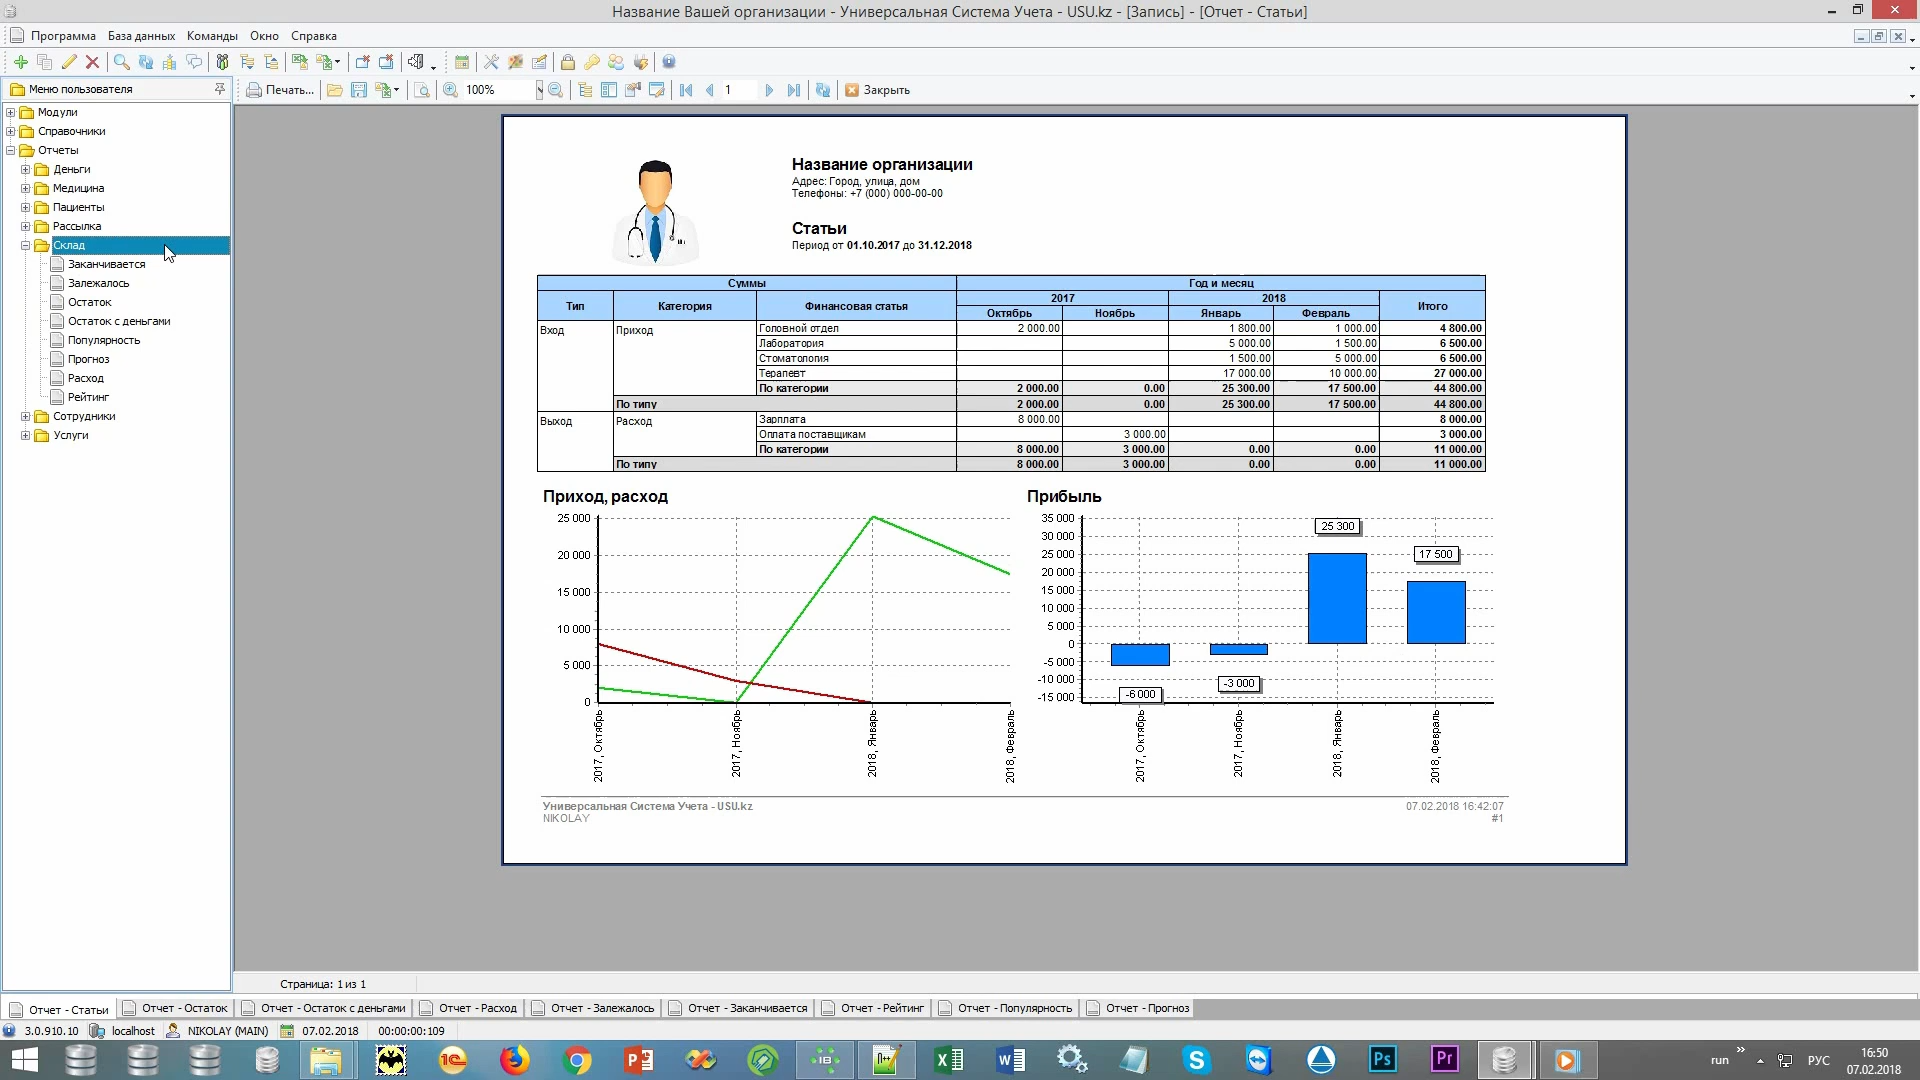 Название Вашей организации - Универсальная Система Учета - USU.kz - [Запись] - [Отчет - Статьи]
Программа База данных Команды Окно Справка
Меню пользователя
Печать... 100% 1 Закрыть
Модули
Справочники
Отчеты
Деньги
Медицина
Пациенты
Рассылка
Склад
Заканчивается
Залежалось
Остаток
Остаток с деньгами
Популярность
Прогноз
Расход
Рейтинг
Сотрудники
Услуги
Название организации
Адрес: Город, улица, дом
Телефоны: +7 (000) 000-00-00
Статьи
Период от 01.10.2017 до 31.12.2018
Суммы Год и месяц
Тип Категория Финансовая статья 2017 2018 Итого
Октябрь Ноябрь Январь Февраль
Вход Приход Головной отдел 2 000.00 1 800.00 1 000.00 4 800.00
Лаборатория 5 000.00 1 500.00 6 500.00
Стоматология 1 500.00 5 000.00 6 500.00
Терапевт 17 000.00 10 000.00 27 000.00
По категории 2 000.00 0.00 25 300.00 17 500.00 44 800.00
По типу 2 000.00 0.00 25 300.00 17 500.00 44 800.00
Выход Расход Зарплата 8 000.00 8 000.00
Оплата поставщикам 3 000.00 3 000.00
По категории 8 000.00 3 000.00 0.00 0.00 11 000.00
По типу 8 000.00 3 000.00 0.00 0.00 11 000.00
Приход, расход
25 000
20 000
15 000
10 000
5 000
0
2017, Октябрь
2017, Ноябрь
2018, Январь
2018, Февраль
Прибыль
35 000
30 000
25 000
20 000
15 000
10 000
5 000
0
-5 000
-10 000
-15 000
-6 000
-3 000
25 300
17 500
2017, Октябрь
2017, Ноябрь
2018, Январь
2018, Февраль
Универсальная Система Учета - USU.kz 07.02.2018 16:42:07
NIKOLAY #1
Страница: 1 из 1
Отчет - Статьи Отчет - Остаток Отчет - Остаток с деньгами Отчет - Расход Отчет - Залежалось Отчет - Заканчивается Отчет - Рейтинг Отчет - Популярность Отчет - Прогноз
3.0.910.10 localhost NIKOLAY (MAIN) 07.02.2018 00:00:00:109
run » РУС 16:50
07.02.2018